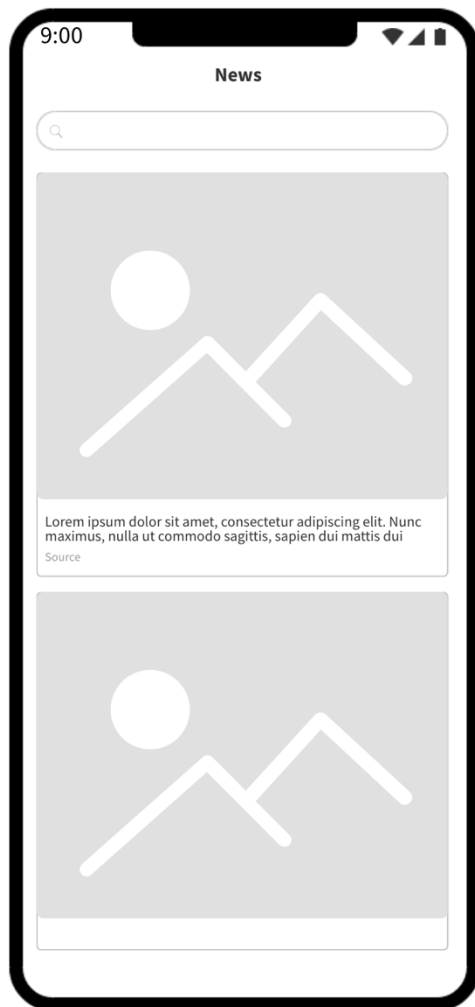 9:00
News
Lorem ipsum dolor sit amet, consectetur adipiscing elit. Nunc
maximus, nulla ut commodo sagittis, sapien dui mattis dui
Source